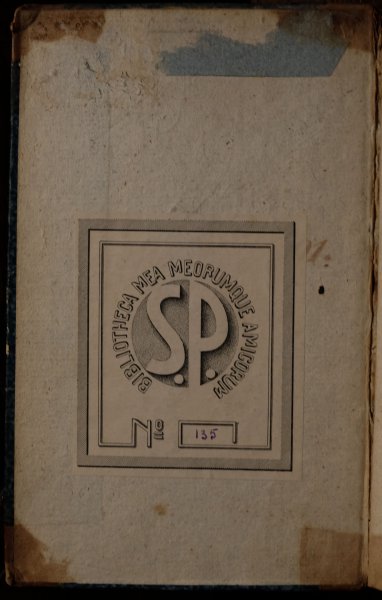 BIBLIOTHECA MEA MEORUMQUE AMICORUM
S.P.
No 135